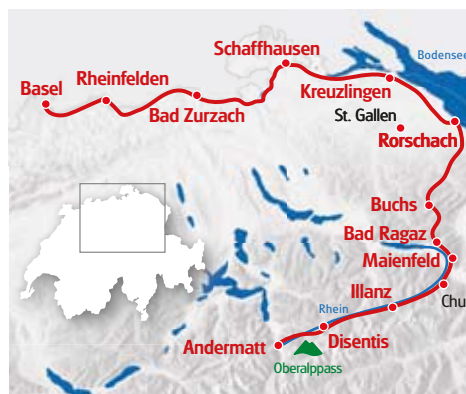 Schaffhausen
Bodensee
Basel
Rheinfelden
Kreuzlingen
Bad Zurzach
St. Gallen
Rorschach
Buchs
Bad Ragaz
Maienfeld
Illanz
Chu
Rhein
Andermatt
Disentis
Oberalppass